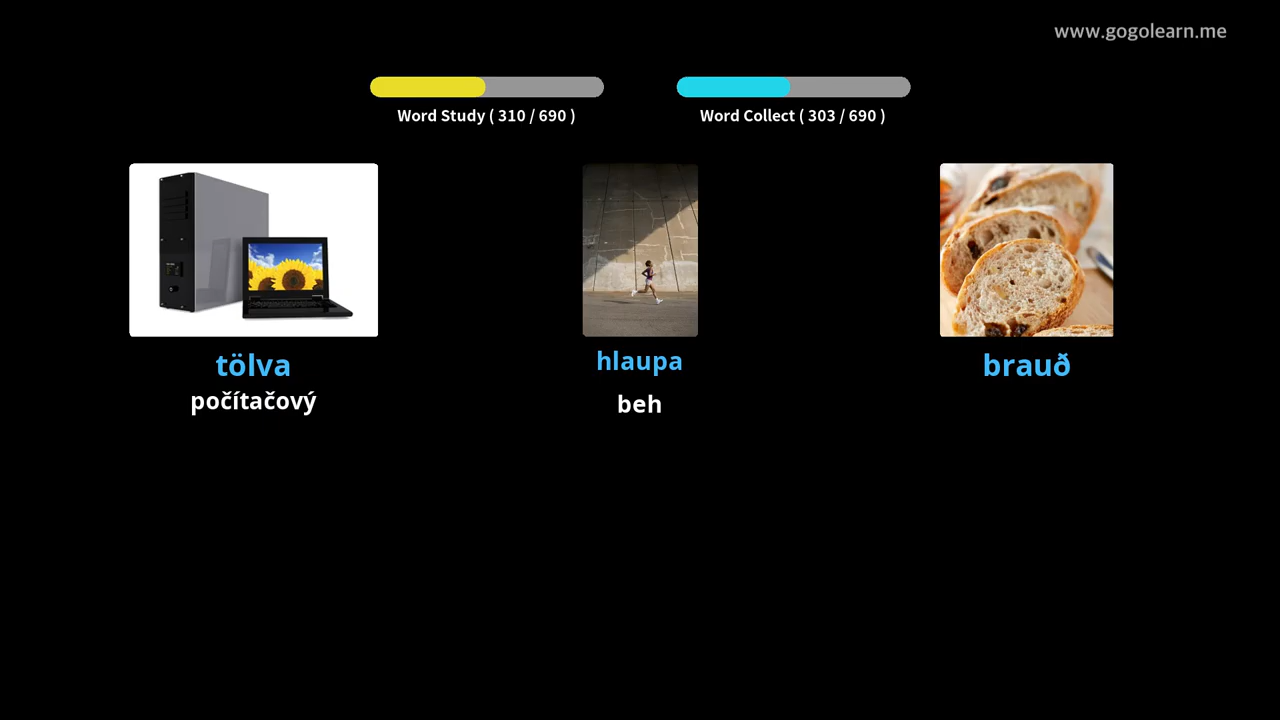 www.gogolearn.me
Word Study ( 310 / 690 )
Word Collect ( 303 / 690 )
tölva
hlaupa
brauð
počítačový
beh